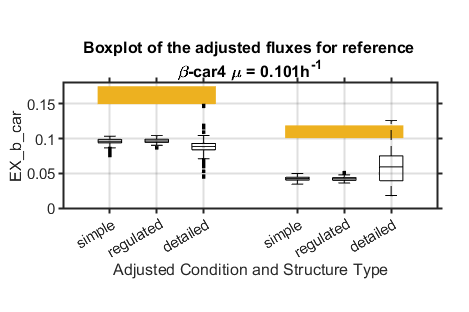 Boxplot of the adjusted fluxes for reference
β-car4 μ = 0.101h⁻¹
EX_b_car
0.15
0.1
0.05
0
simple
regulated
detailed
simple
regulated
detailed
Adjusted Condition and Structure Type